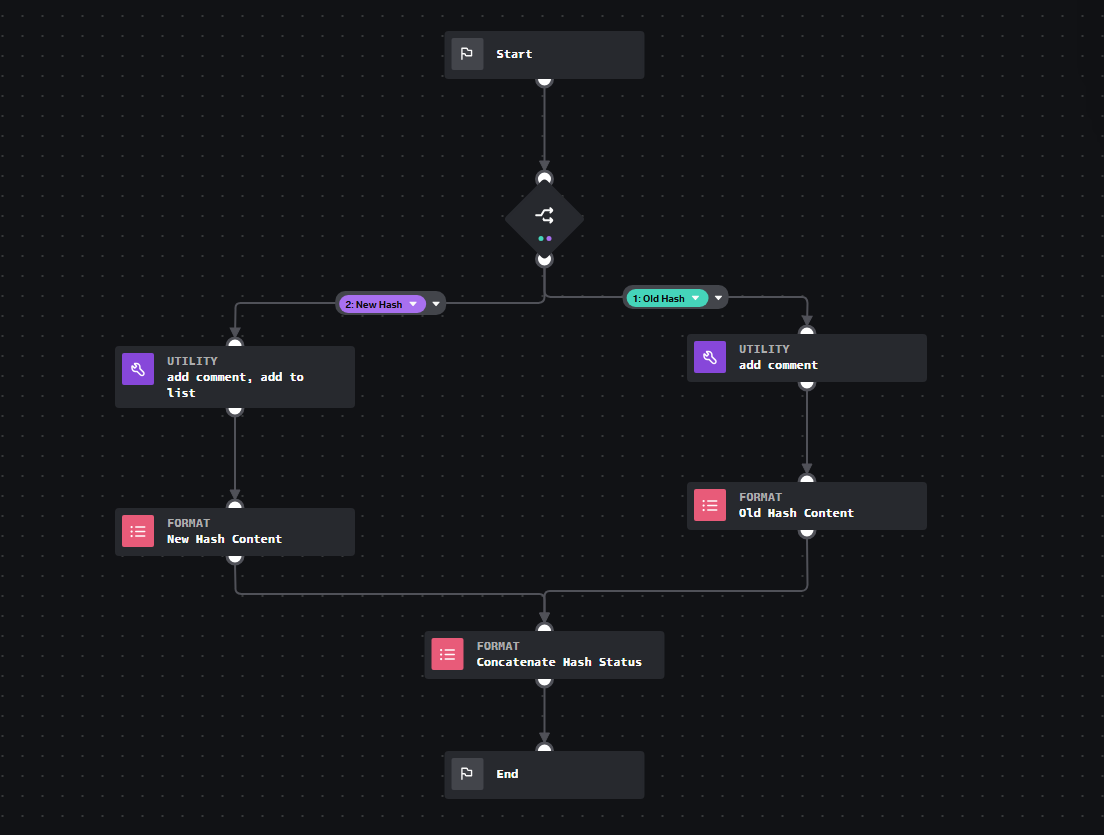 Start
2: New Hash
1: Old Hash
UTILITY
add comment, add to
list
UTILITY
add comment
FORMAT
New Hash Content
FORMAT
Old Hash Content
FORMAT
Concatenate Hash Status
End